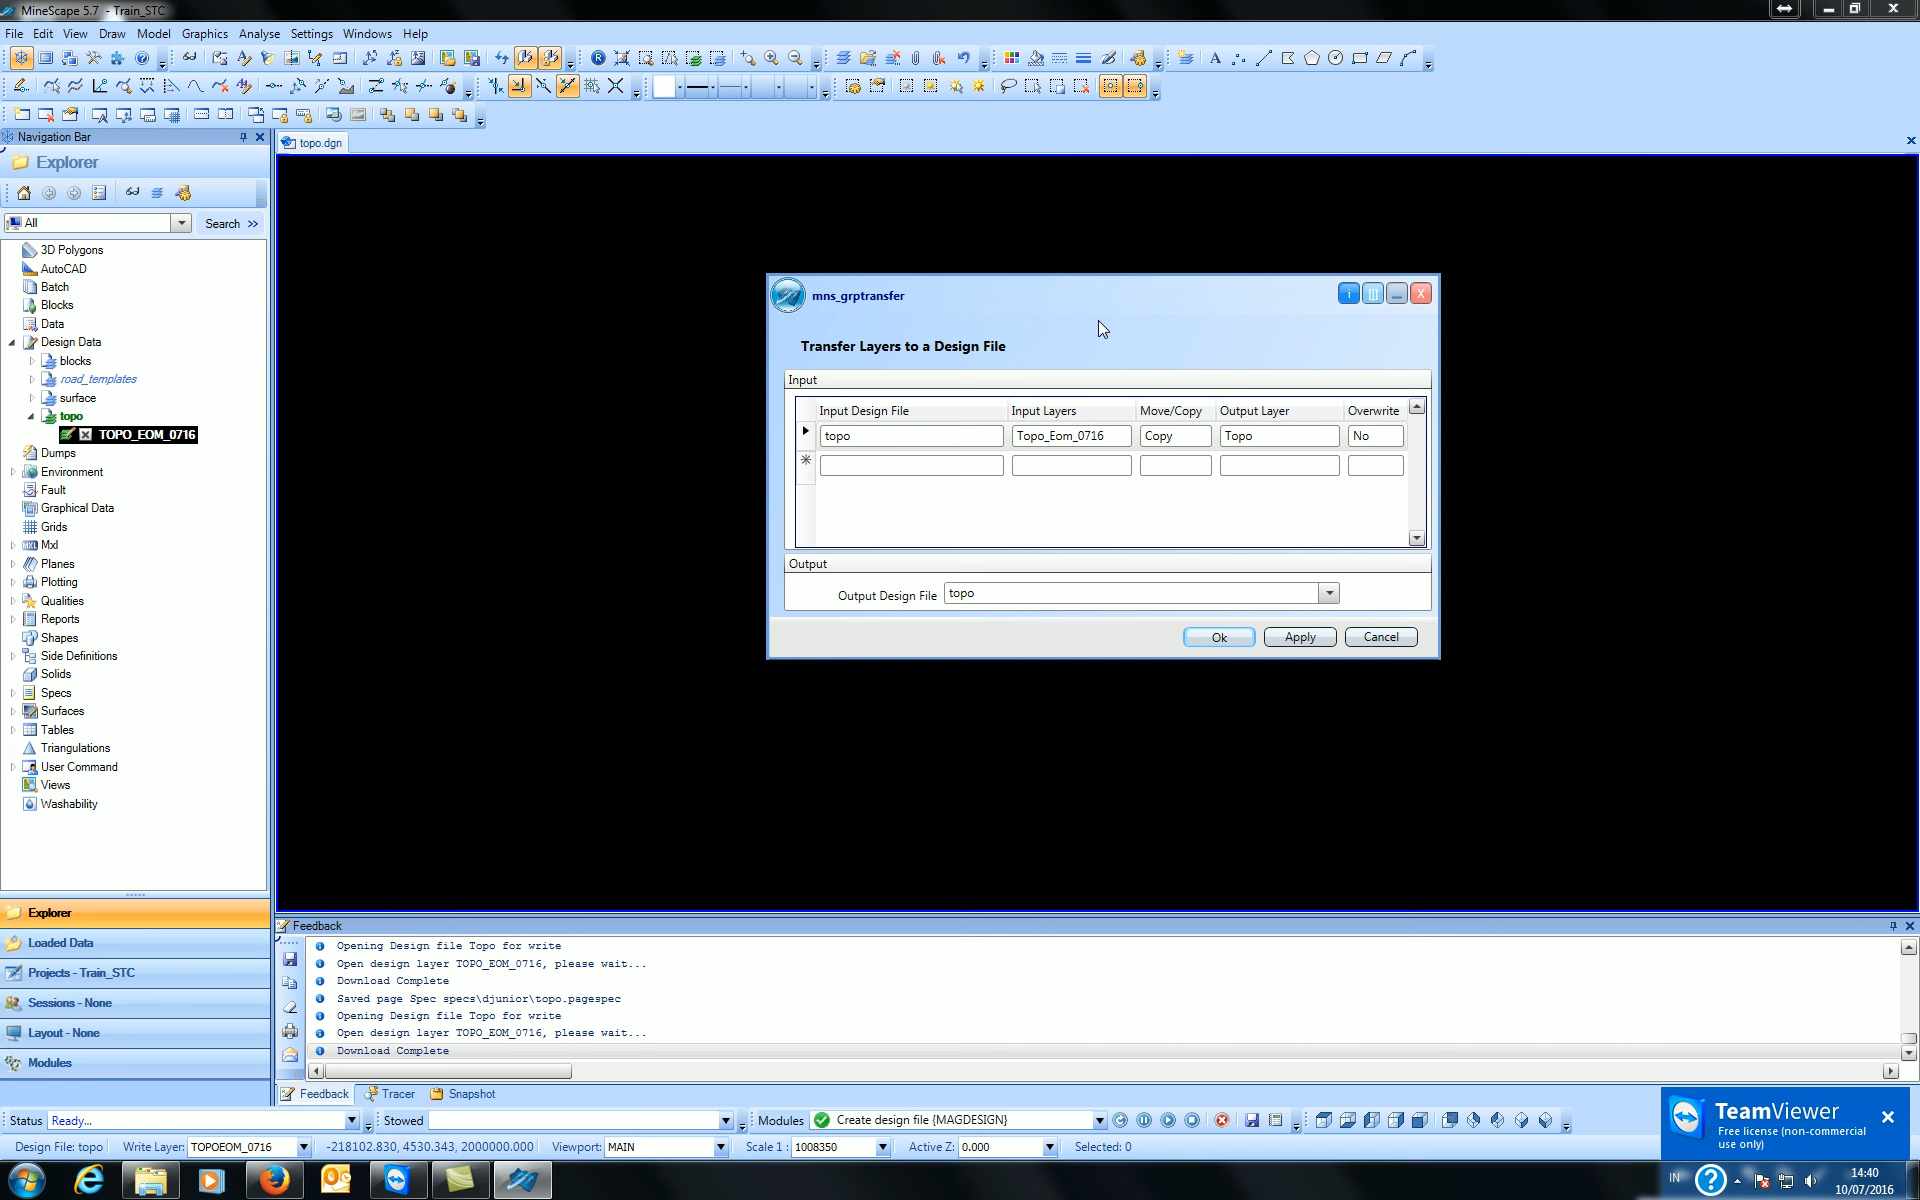 MineScape 5.7 - Train_STC
File Edit View Draw Model Graphics Analyse Settings Windows Help
Navigation Bar
topo.dgn
Explorer
All Search >>
3D Polygons
AutoCAD
Batch
Blocks
Data
Design Data
blocks
road_templates
surface
topo
TOPO_EOM_0716
Dumps
Environment
Fault
Graphical Data
Grids
Mxl
Planes
Plotting
Qualities
Reports
Shapes
Side Definitions
Solids
Specs
Surfaces
Tables
Triangulations
User Command
Views
Washability
Explorer
Loaded Data
Projects - Train_STC
Sessions - None
Layout - None
Modules
mns_grptransfer
Transfer Layers to a Design File
Input
Input Design File Input Layers Move/Copy Output Layer Overwrite
topo Topo_Eom_0716 Copy Topo No
Output
Output Design File topo
Ok Apply Cancel
Feedback
Opening Design file Topo for write
Open design layer TOPO_EOM_0716, please wait...
Download Complete
Saved page Spec specs\djunior\topo.pagespec
Opening Design file Topo for write
Open design layer TOPO_EOM_0716, please wait...
Download Complete
Feedback Tracer Snapshot
Status Ready... Stowed Modules Create design file {MAGDESIGN}
Design File: topo Write Layer: TOPOEOM_0716 -218102.830, 4530.343, 2000000.000 Viewport: MAIN Scale 1 : 1008350 Active Z: 0.000 Selected: 0
TeamViewer
Free license (non-commercial
use only)
IN
14:40
10/07/2016